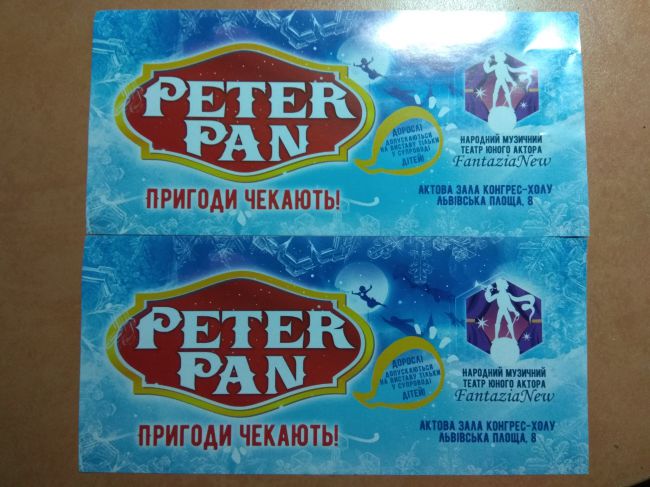 PETER
PAN
ПРИГОДИ ЧЕКАЮТЬ!
ДОРОСЛІ
ДОПУСКАЮТЬСЯ
НА ВИСТАВУ ТІЛЬКИ
У СУПРОВОДІ
ДІТЕЙ!
НАРОДНИЙ МУЗИЧНИЙ
ТЕАТР ЮНОГО АКТОРА
FantaziaNew
АКТОВА ЗАЛА КОНГРЕС-ХОЛУ
ЛЬВІВСЬКА ПЛОЩА, 8
PETER
PAN
ПРИГОДИ ЧЕКАЮТЬ!
ДОРОСЛІ
ДОПУСКАЮТЬСЯ
НА ВИСТАВУ ТІЛЬКИ
У СУПРОВОДІ
ДІТЕЙ!
НАРОДНИЙ МУЗИЧНИЙ
ТЕАТР ЮНОГО АКТОРА
FantaziaNew
АКТОВА ЗАЛА КОНГРЕС-ХОЛУ
ЛЬВІВСЬКА ПЛОЩА, 8